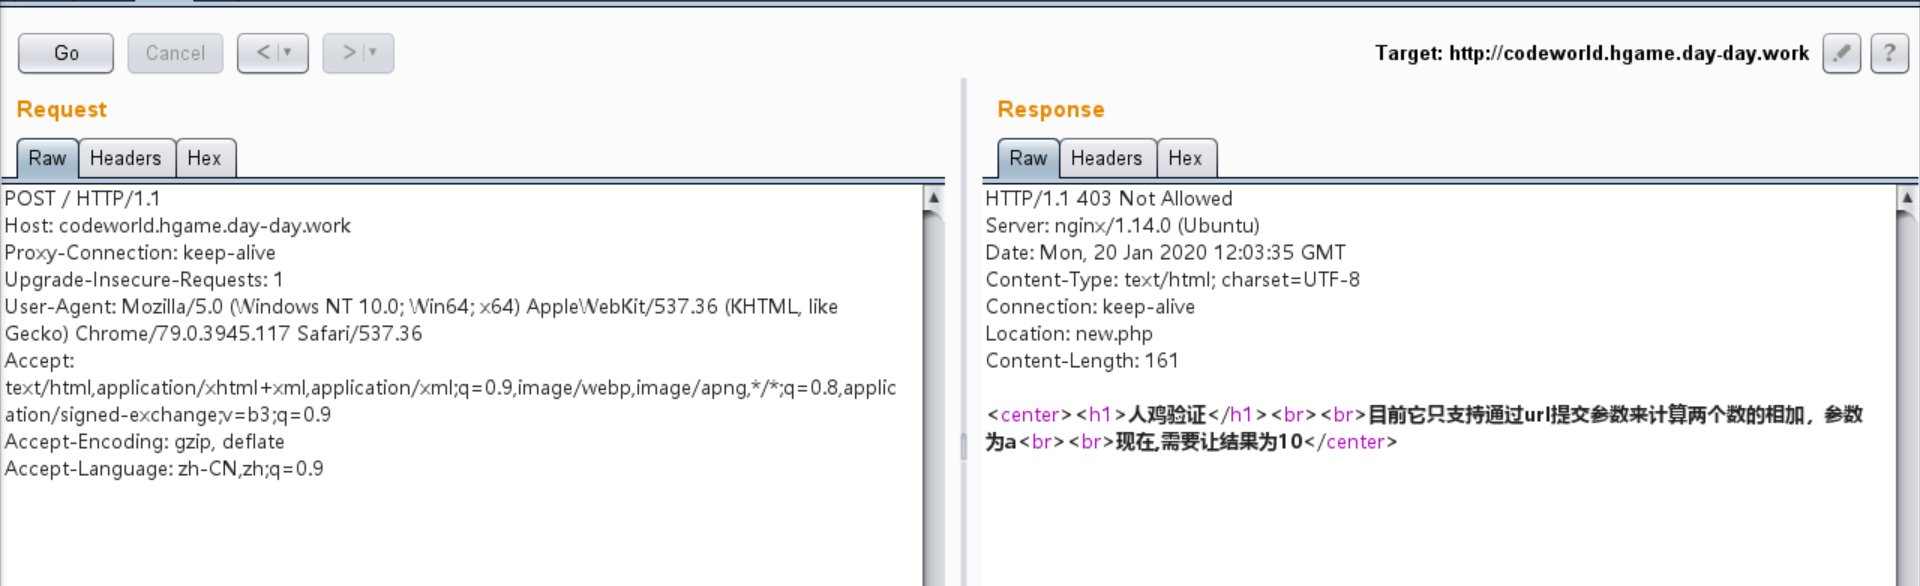 Go
Cancel
<
>
Target: http://codeworld.hgame.day-day.work
?
Request
Response
Raw
Headers
Hex
Raw
Headers
Hex
POST / HTTP/1.1
Host: codeworld.hgame.day-day.work
Proxy-Connection: keep-alive
Upgrade-Insecure-Requests: 1
User-Agent: Mozilla/5.0 (Windows NT 10.0; Win64; x64) AppleWebKit/537.36 (KHTML, like
Gecko) Chrome/79.0.3945.117 Safari/537.36
Accept:
text/html,application/xhtml+xml,application/xml;q=0.9,image/webp,image/apng,*/*;q=0.8,applic
ation/signed-exchange;v=b3;q=0.9
Accept-Encoding: gzip, deflate
Accept-Language: zh-CN,zh;q=0.9
HTTP/1.1 403 Not Allowed
Server: nginx/1.14.0 (Ubuntu)
Date: Mon, 20 Jan 2020 12:03:35 GMT
Content-Type: text/html; charset=UTF-8
Connection: keep-alive
Location: new.php
Content-Length: 161
<center><h1>人鸡验证</h1><br><br>目前它只支持通过url提交参数来计算两个数的相加，参数
为a<br><br>现在,需要让结果为10</center>